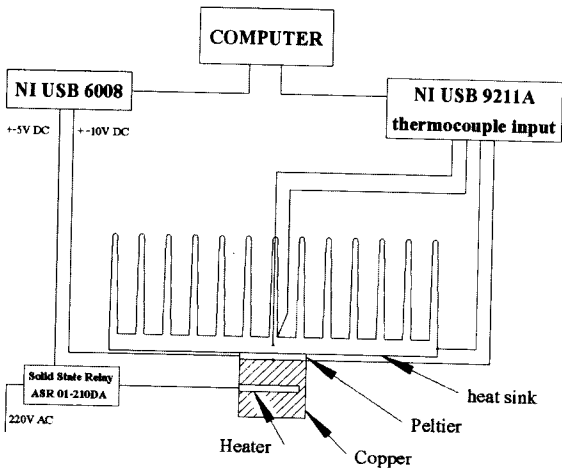 COMPUTER
NI USB 6008
NI USB 9211A
thermocouple input
+-5V DC
+-10V DC
Solid State Relay
ASR 01-210DA
220V AC
heat sink
Peltier
Heater
Copper